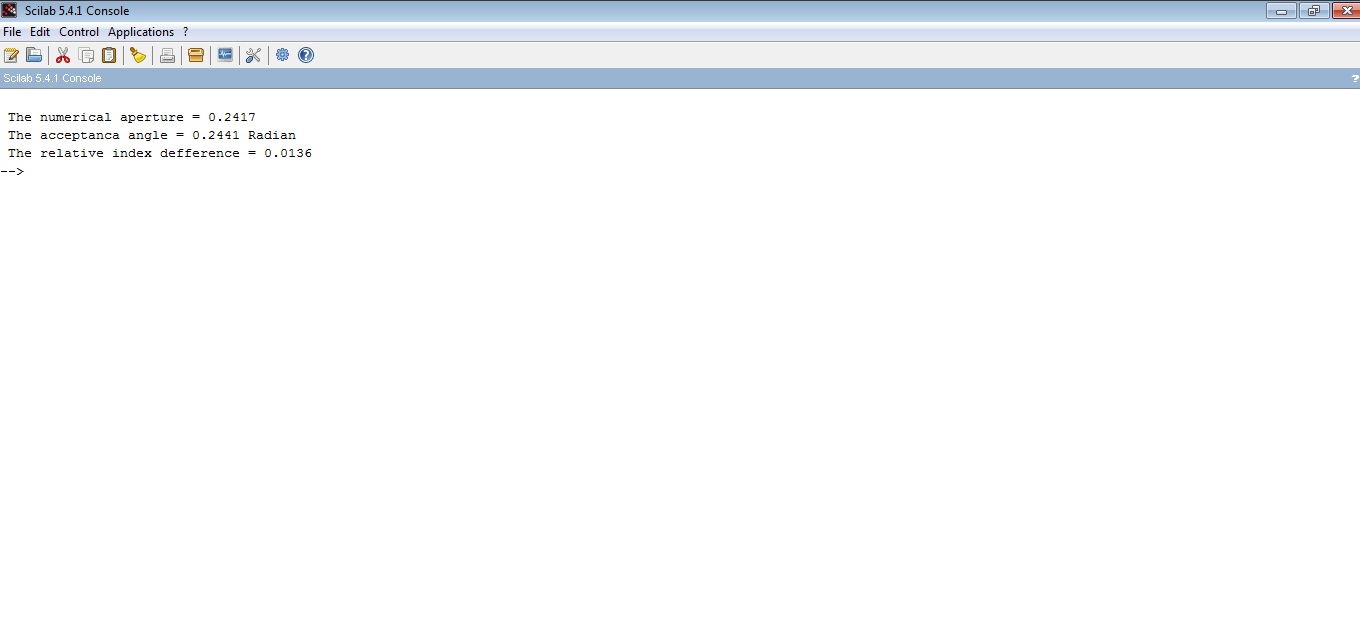 Scilab 5.4.1 Console
File Edit Control Applications ?
Scilab 5.4.1 Console ?
The numerical aperture = 0.2417
The acceptanca angle = 0.2441 Radian
The relative index defference = 0.0136
-->